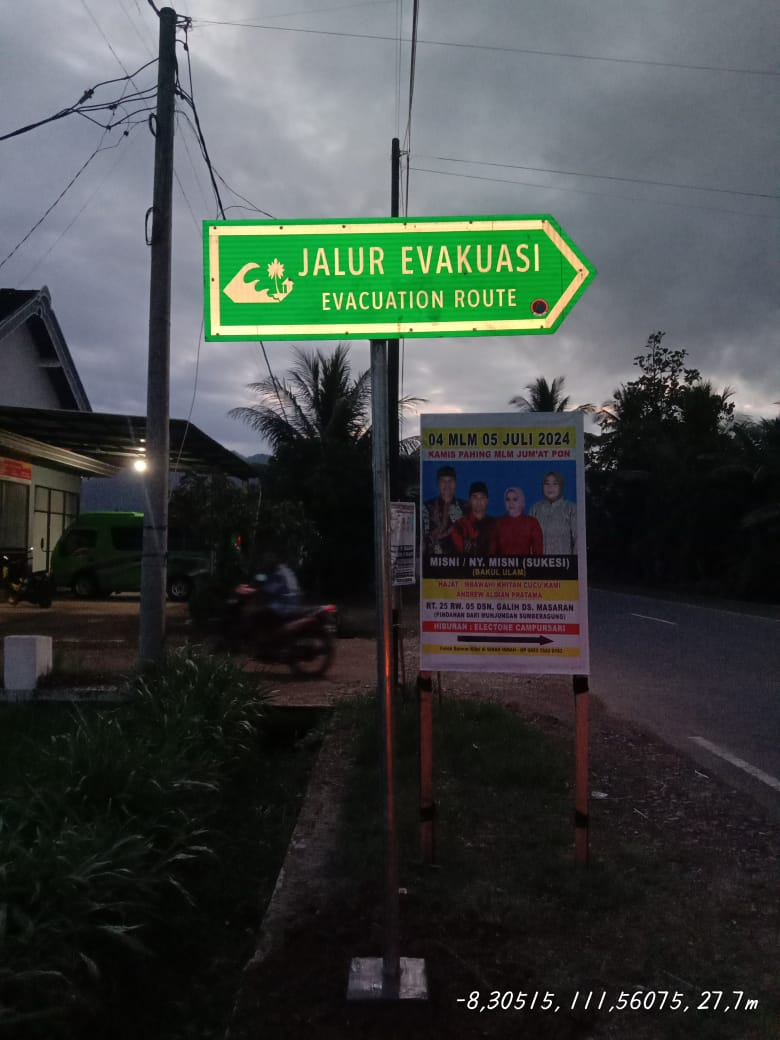 JALUR EVAKUASI
EVACUATION ROUTE
04 MLM 05 JULI 2024
KAMIS PAHING MLM JUM'AT PON
MISNI / NY. MISNI (SUKESI)
(BAKUL ULAM)
HAJAT : MBAWAHI KHITAN CUCU KAMI
ANDREW ALDIAN PRATAMA
RT. 25 RW. 05 DSN. GALIH DS. MASARAN
(PINDAHAN DARI MUNJUNGAN SUMBERAGUNG)
HIBURAN : ELECTONE CAMPURSARI
-8,30515, 111,56075, 27,7m